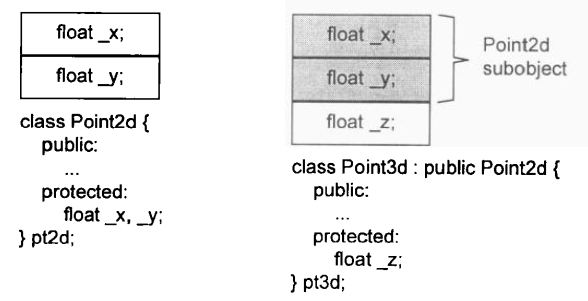 float _x;
float _y;
class Point2d {
public:
...
protected:
float _x, _y;
} pt2d;
float _x;
float _y;
float _z;
Point2d
subobject
class Point3d : public Point2d {
public:
...
protected:
float _z;
} pt3d;